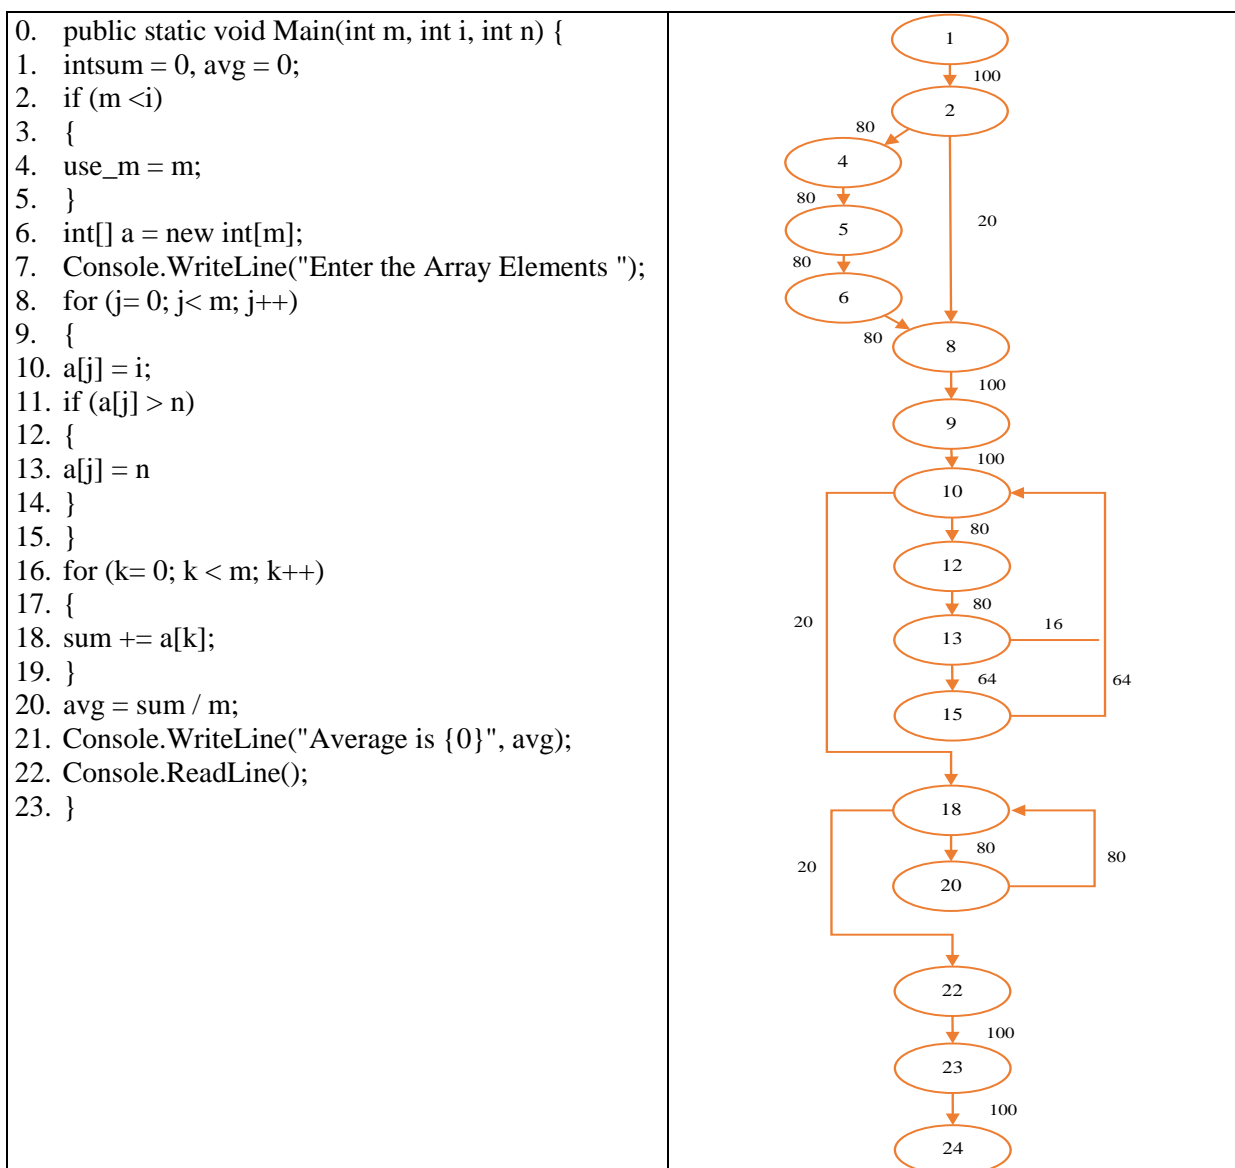 0. public static void Main(int m, int i, int n) {
1. intsum = 0, avg = 0;
2. if (m <i)
3. {
4. use_m = m;
5. }
6. int[] a = new int[m];
7. Console.WriteLine("Enter the Array Elements ");
8. for (j= 0; j< m; j++)
9. {
10. a[j] = i;
11. if (a[j] > n)
12. {
13. a[j] = n
14. }
15. }
16. for (k= 0; k < m; k++)
17. {
18. sum += a[k];
19. }
20. avg = sum / m;
21. Console.WriteLine("Average is {0}", avg);
22. Console.ReadLine();
23. }
1
100
2
80
4
80
20
5
80
6
80
8
100
9
100
10
80
12
80
20
13
16
64
64
15
18
80
20
80
20
22
100
23
100
24